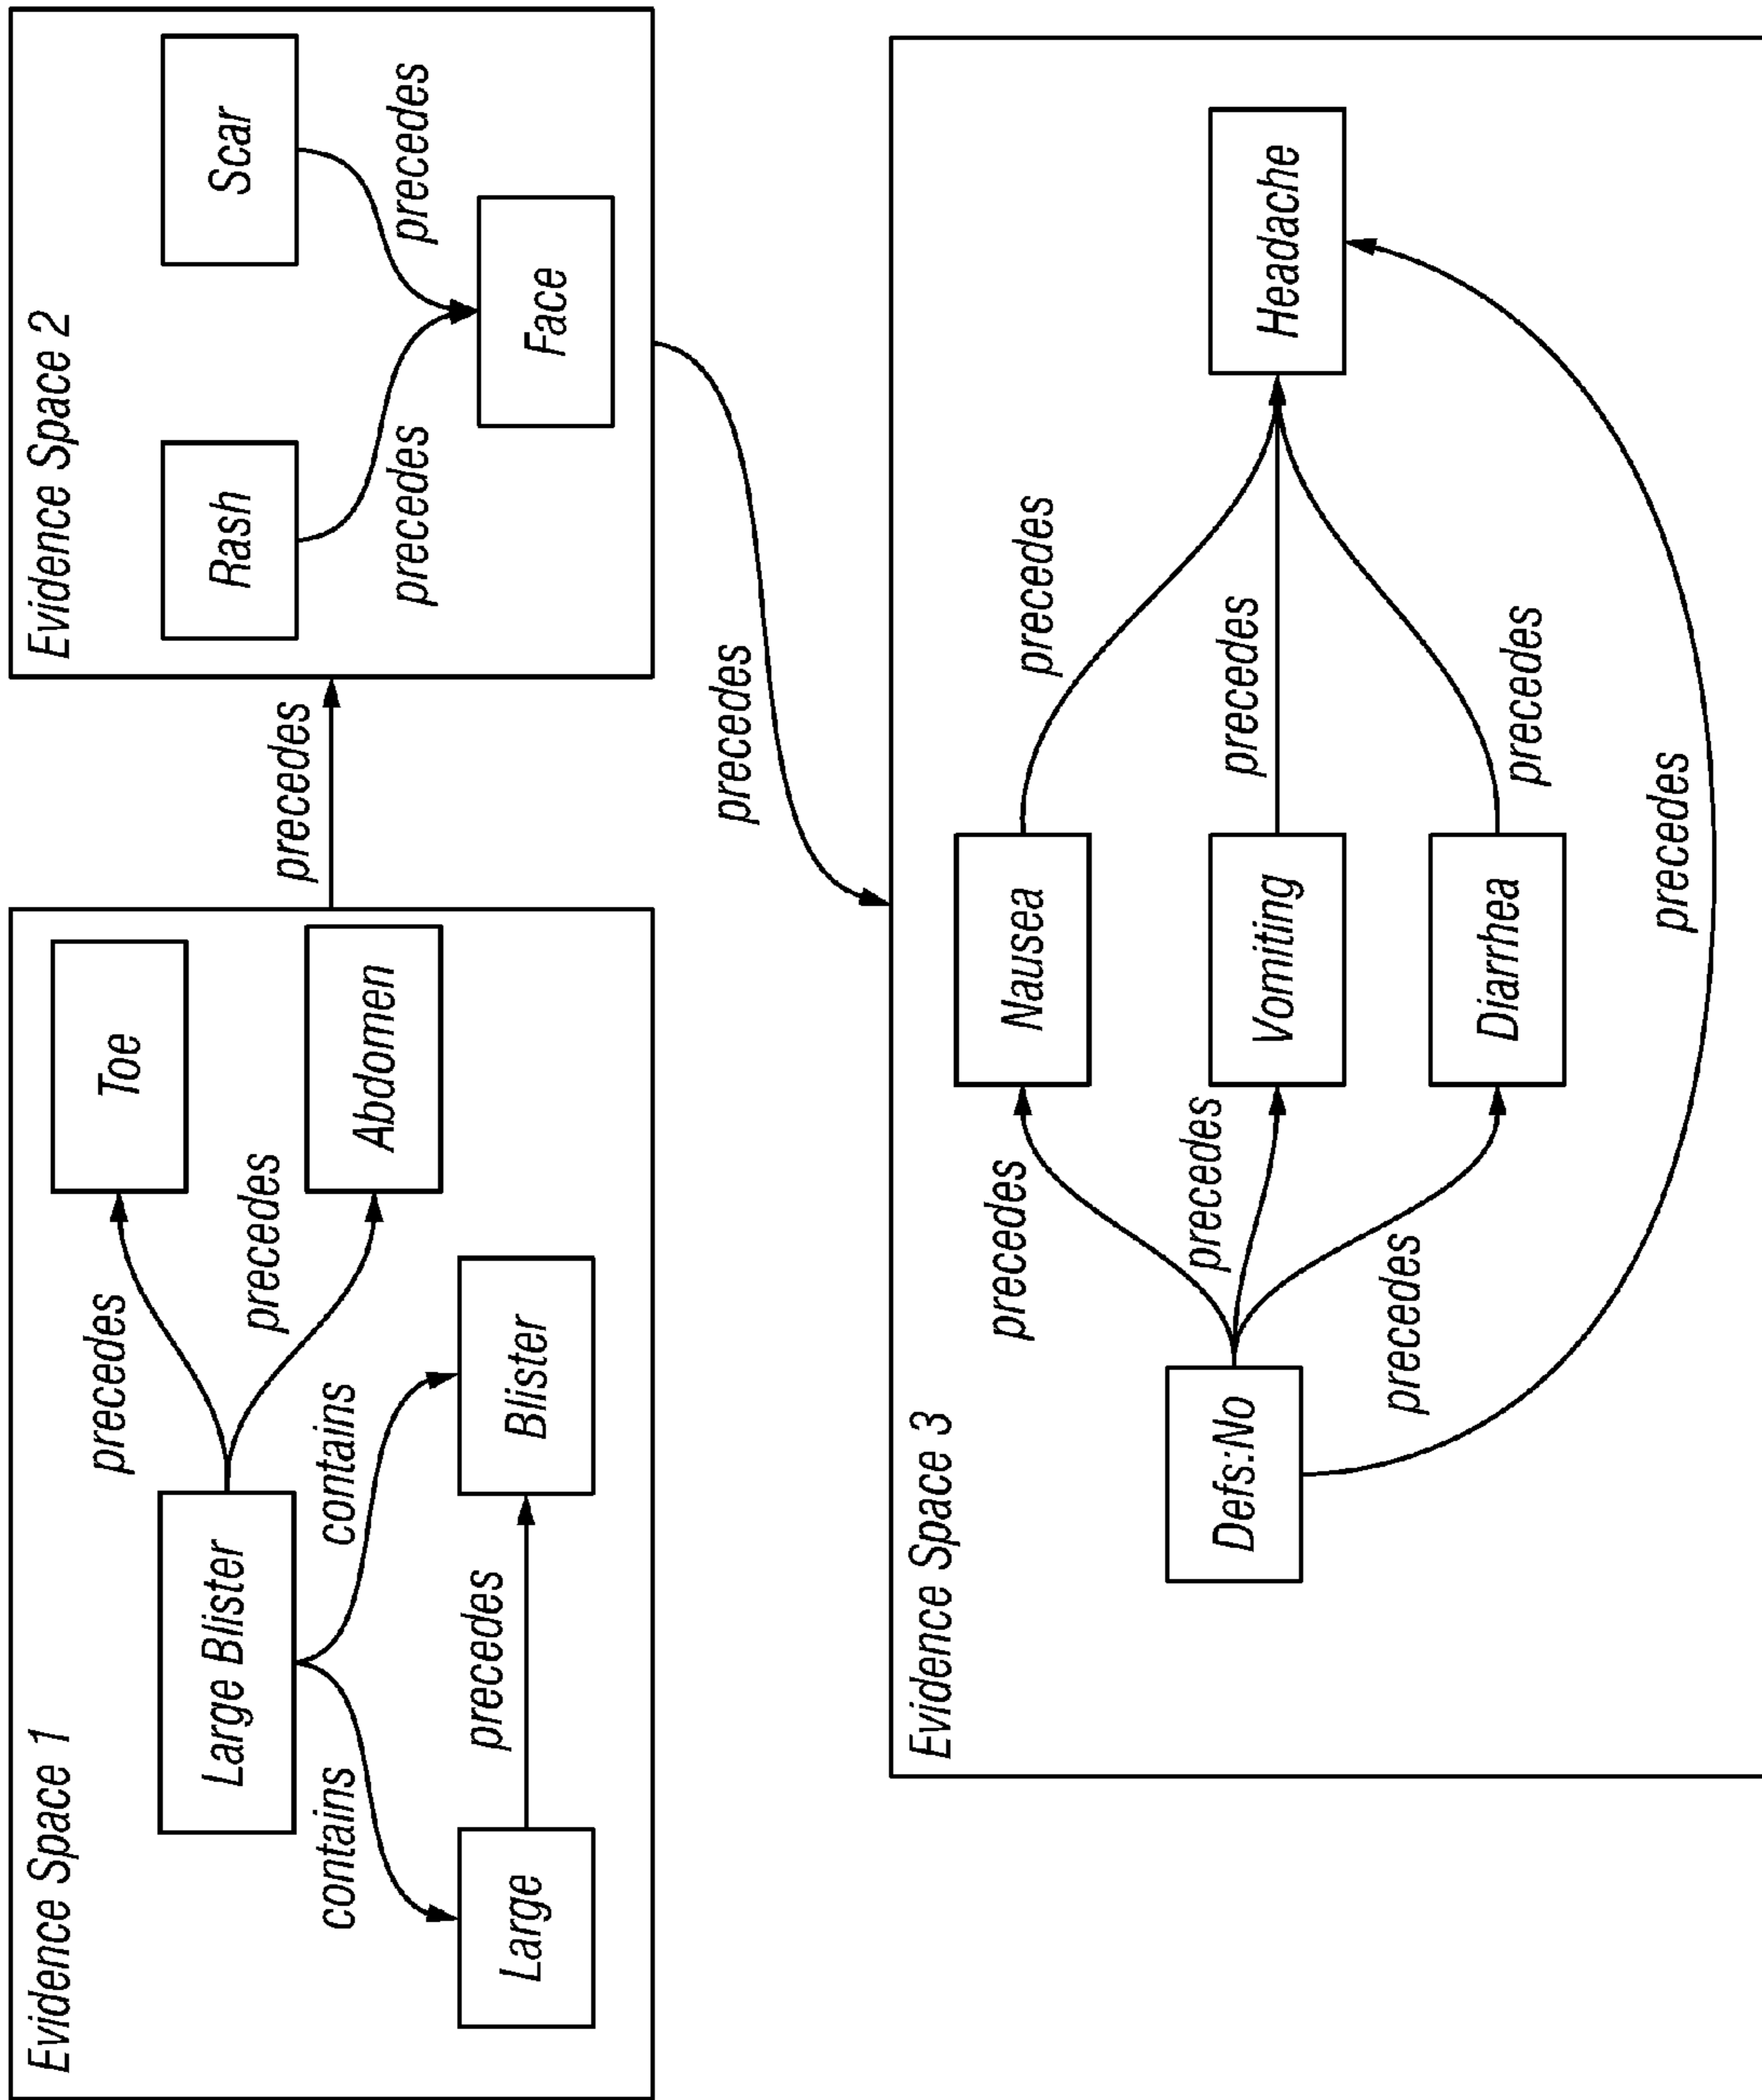 Evidence Space 1
Large Blister
precedes
Toe
precedes
Abdomen
contains
contains
Large
precedes
Blister
precedes
Evidence Space 2
Rash
Scar
precedes
precedes
Face
precedes
Evidence Space 3
Defs:No
precedes
precedes
precedes
Nausea
Vomiting
Diarrhea
precedes
precedes
precedes
Headache
precedes